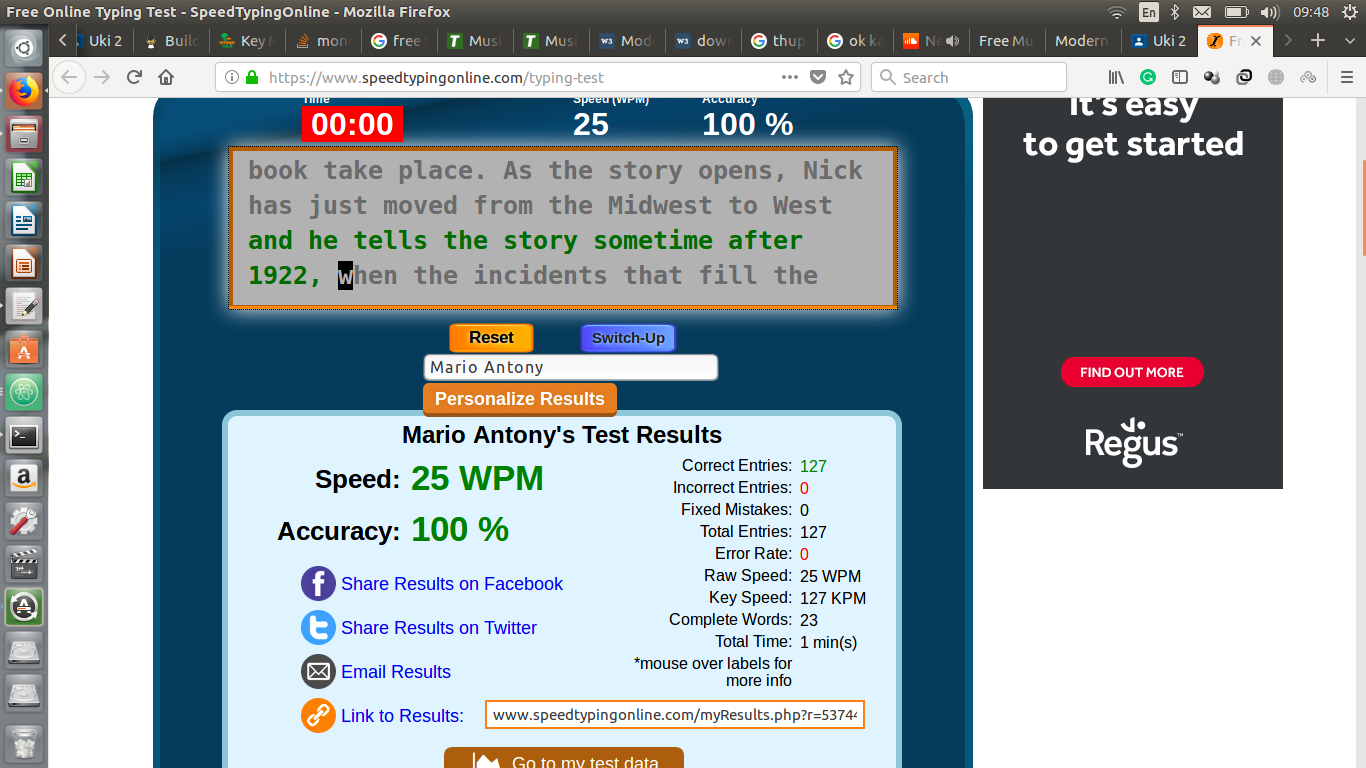 Free Online Typing Test - SpeedTypingOnline - Mozilla Firefox
En
09:48
Uki 2
Build
Key M
mon
free
Musi
Musi
Mod
dow
thup
ok ka
Ne
Free Mu
Modern
Uki 2
Fr
https://www.speedtypingonline.com/typing-test
Search
Time
Speed (WPM)
Accuracy
00:00
25
100 %
book take place. As the story opens, Nick
has just moved from the Midwest to West
and he tells the story sometime after
1922, when the incidents that fill the
Reset
Switch-Up
Mario Antony
Personalize Results
Mario Antony's Test Results
Speed: 25 WPM
Accuracy: 100 %
Share Results on Facebook
Share Results on Twitter
Email Results
Link to Results:
www.speedtypingonline.com/myResults.php?r=5374
Go to my test data
Correct Entries: 127
Incorrect Entries: 0
Fixed Mistakes: 0
Total Entries: 127
Error Rate: 0
Raw Speed: 25 WPM
Key Speed: 127 KPM
Complete Words: 23
Total Time: 1 min(s)
*mouse over labels for
more info
It's easy
to get started
FIND OUT MORE
Regus™